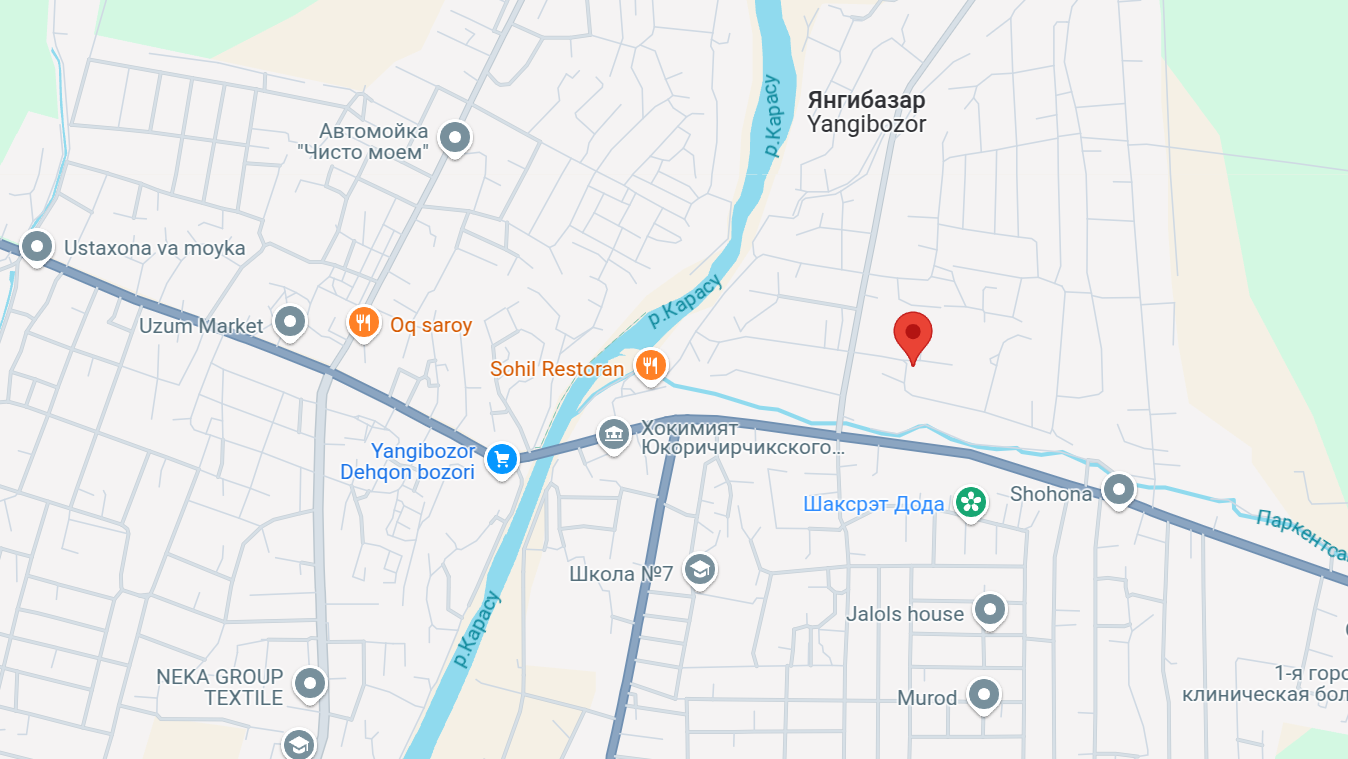 р.Карасу
Янгибазар
Yangibozor
Автомойка
"Чисто моем"
Ustaxona va moyka
р.Карасу
Uzum Market
Oq saroy
Sohil Restoran
Хокимият
Юкоричирчикского...
Yangibozor
Dehqon bozori
Шаксрэт Дода
Shohona
Паркентса
Школа №7
р.Карасу
Jalols house
NEKA GROUP
TEXTILE
1-я горо
клиническая бол
Murod